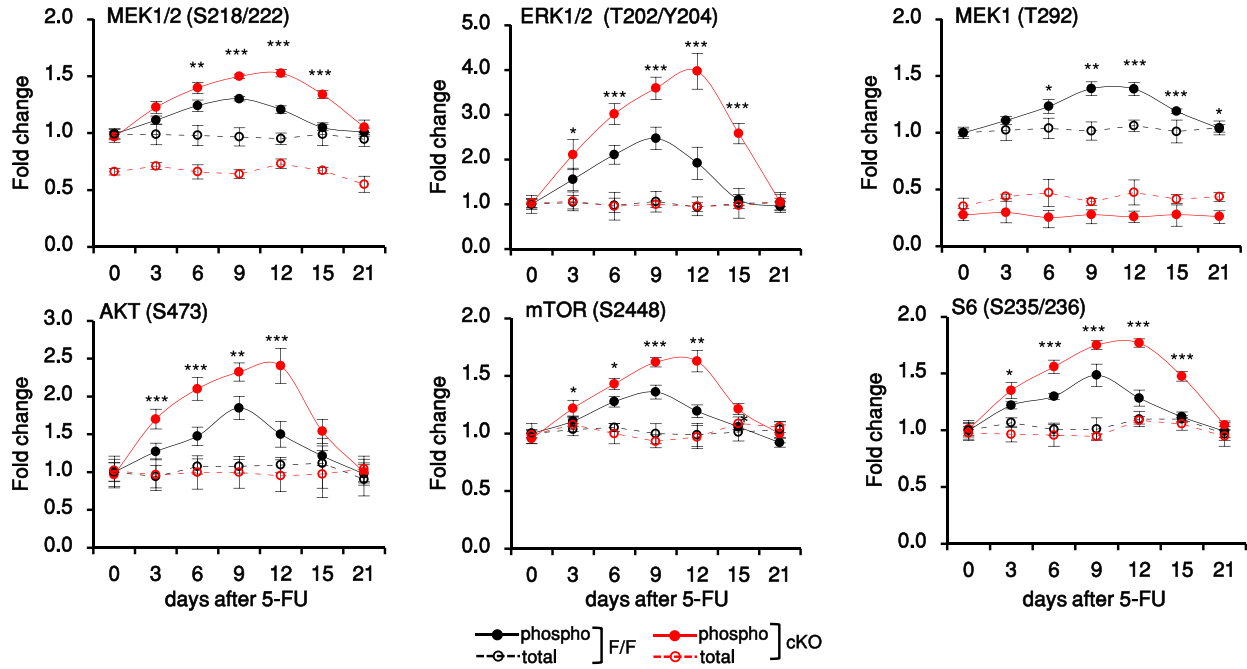 MEK1/2 (S218/222)
2.0
1.5
1.0
0.5
0.0
Fold change
** *** *** ***
0 3 6 9 12 15 21
ERK1/2 (T202/Y204)
5.0
4.0
3.0
2.0
1.0
0.0
Fold change
* *** *** *** ***
0 3 6 9 12 15 21
MEK1 (T292)
2.0
1.5
1.0
0.5
0.0
Fold change
* ** *** *** *
0 3 6 9 12 15 21
AKT (S473)
3.0
2.5
2.0
1.5
1.0
0.5
0.0
Fold change
*** *** ** ***
0 3 6 9 12 15 21
days after 5-FU
mTOR (S2448)
2.0
1.5
1.0
0.5
0.0
Fold change
* * *** ** *
0 3 6 9 12 15 21
days after 5-FU
S6 (S235/236)
2.0
1.5
1.0
0.5
0.0
Fold change
* *** *** *** ***
0 3 6 9 12 15 21
days after 5-FU
phospho
total
F/F
phospho
total
cKO